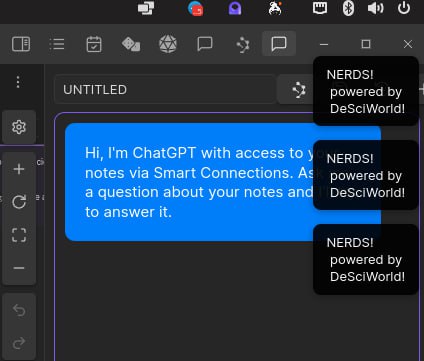 UNTITLED
Hi, I'm ChatGPT with access to
notes via Smart Connections. Ask
a question about your notes and
to answer it.
NERDS!
powered by
DeSciWorld!
NERDS!
powered by
DeSciWorld!
NERDS!
powered by
DeSciWorld!